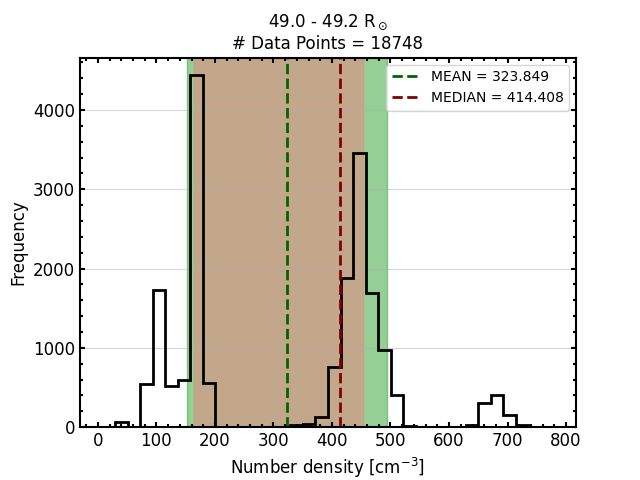 49.0 - 49.2 R⊙
# Data Points = 18748
MEAN = 323.849
MEDIAN = 414.408
Frequency
4000
3000
2000
1000
0
0 100 200 300 400 500 600 700 800
Number density [cm⁻³]